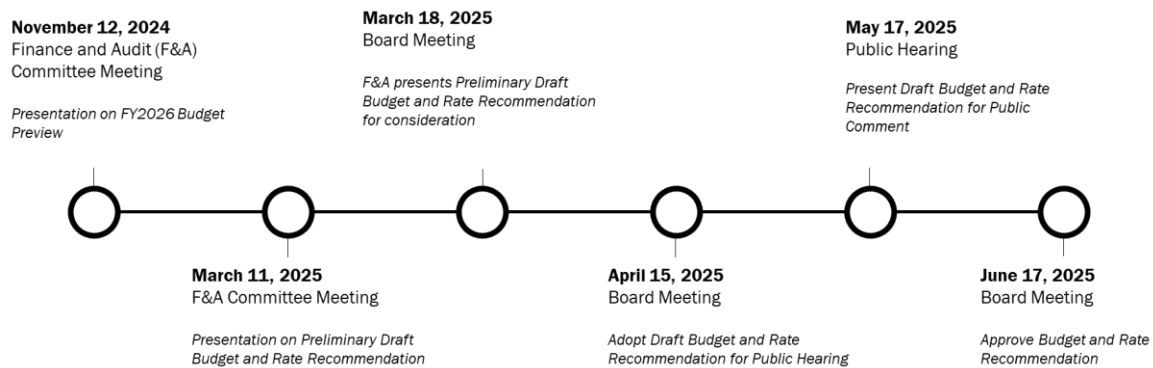 November 12, 2024
Finance and Audit (F&A)
Committee Meeting
Presentation on FY2026 Budget
Preview
March 11, 2025
F&A Committee Meeting
Presentation on Preliminary Draft
Budget and Rate Recommendation
March 18, 2025
Board Meeting
F&A presents Preliminary Draft
Budget and Rate Recommendation
for consideration
April 15, 2025
Board Meeting
Adopt Draft Budget and Rate
Recommendation for Public Hearing
May 17, 2025
Public Hearing
Present Draft Budget and Rate
Recommendation for Public
Comment
June 17, 2025
Board Meeting
Approve Budget and Rate
Recommendation